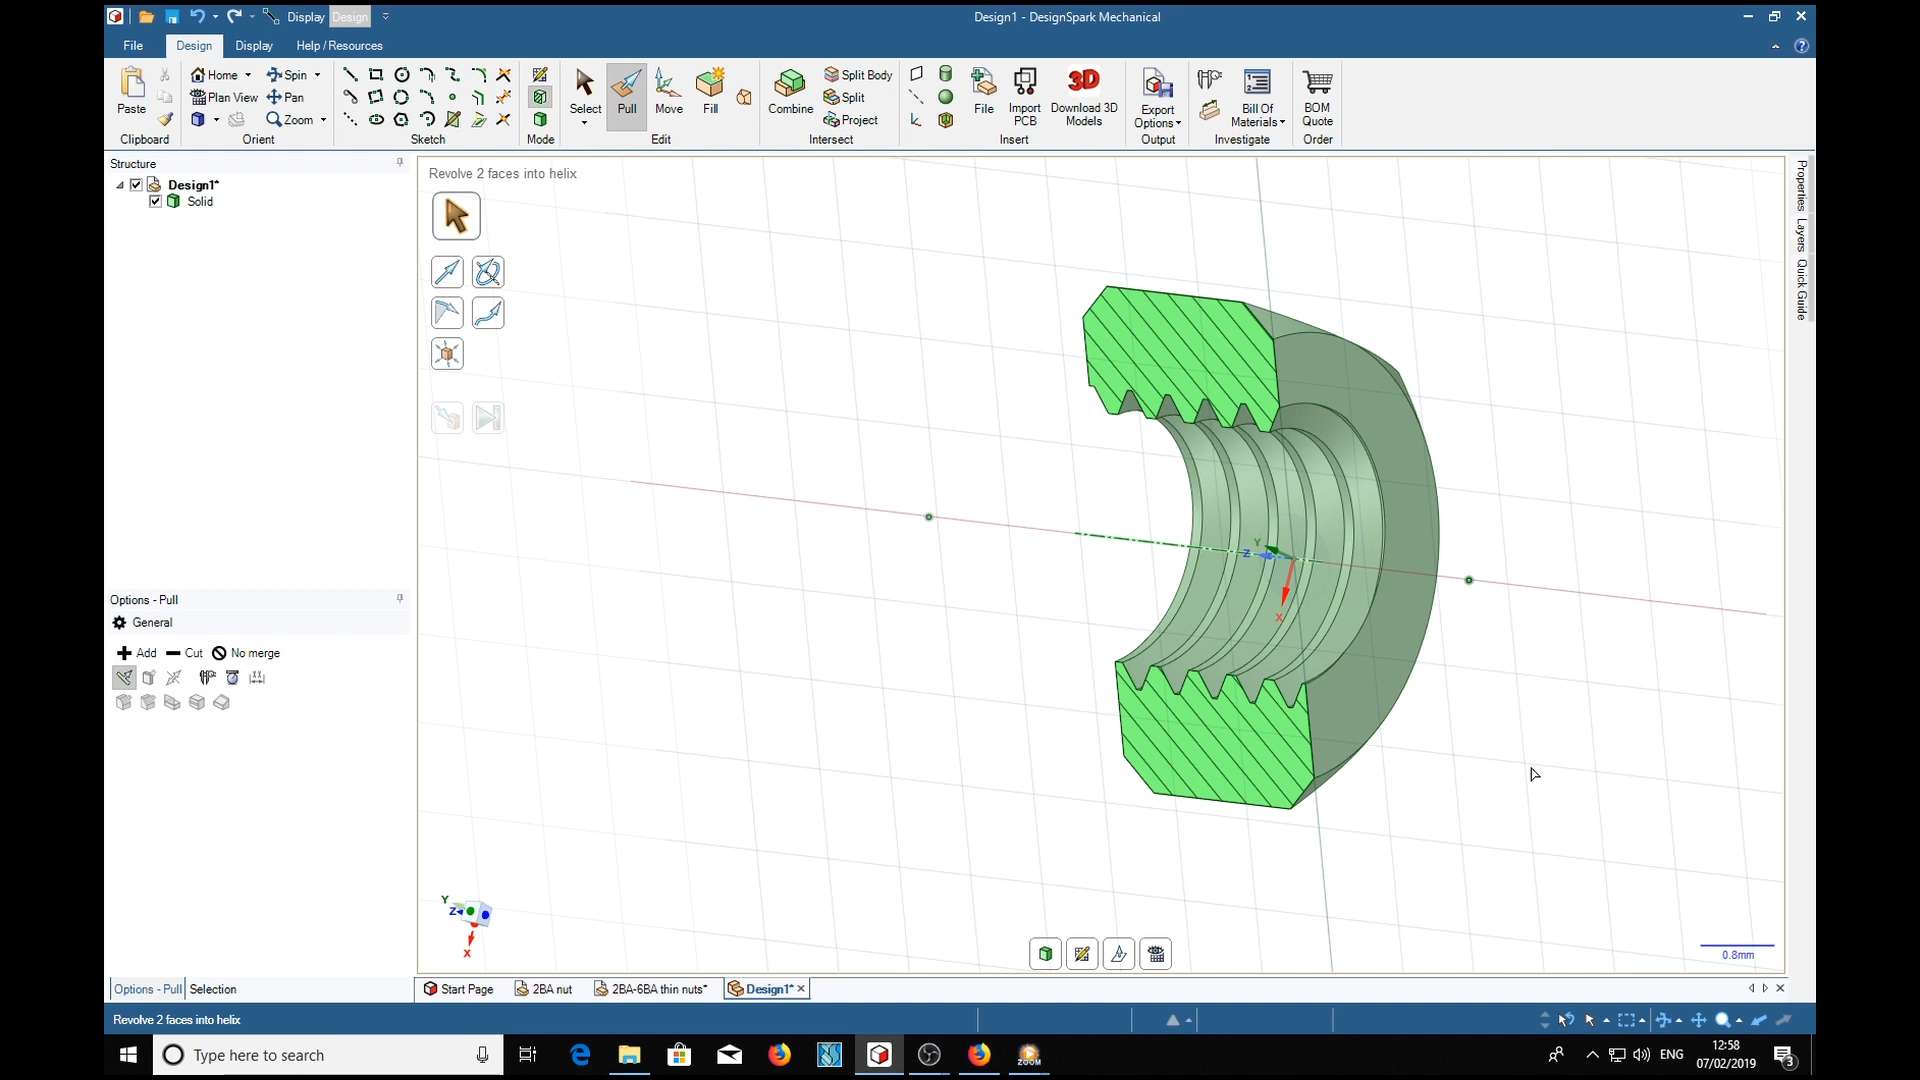 Display Design
Design1 - DesignSpark Mechanical
File Design Display Help / Resources
Paste
Clipboard
Home Spin
Plan View Pan
Zoom
Orient
Sketch
Mode
Select Pull Move Fill
Edit
Combine
Split Body
Split
Project
Intersect
File
Import PCB
Download 3D Models
3D
Insert
Export Options
Output
Bill Of Materials
Investigate
BOM Quote
Order
Structure
Design1*
Solid
Revolve 2 faces into helix
Properties
Layers
Quick Guide
Options - Pull
General
Add Cut No merge
Y
Z
X
Y
Z
X
0.8mm
Options - Pull Selection
Start Page 2BA nut 2BA-6BA thin nuts* Design1*
Revolve 2 faces into helix
Type here to search
ZOOM
ENG
12:58
07/02/2019
3